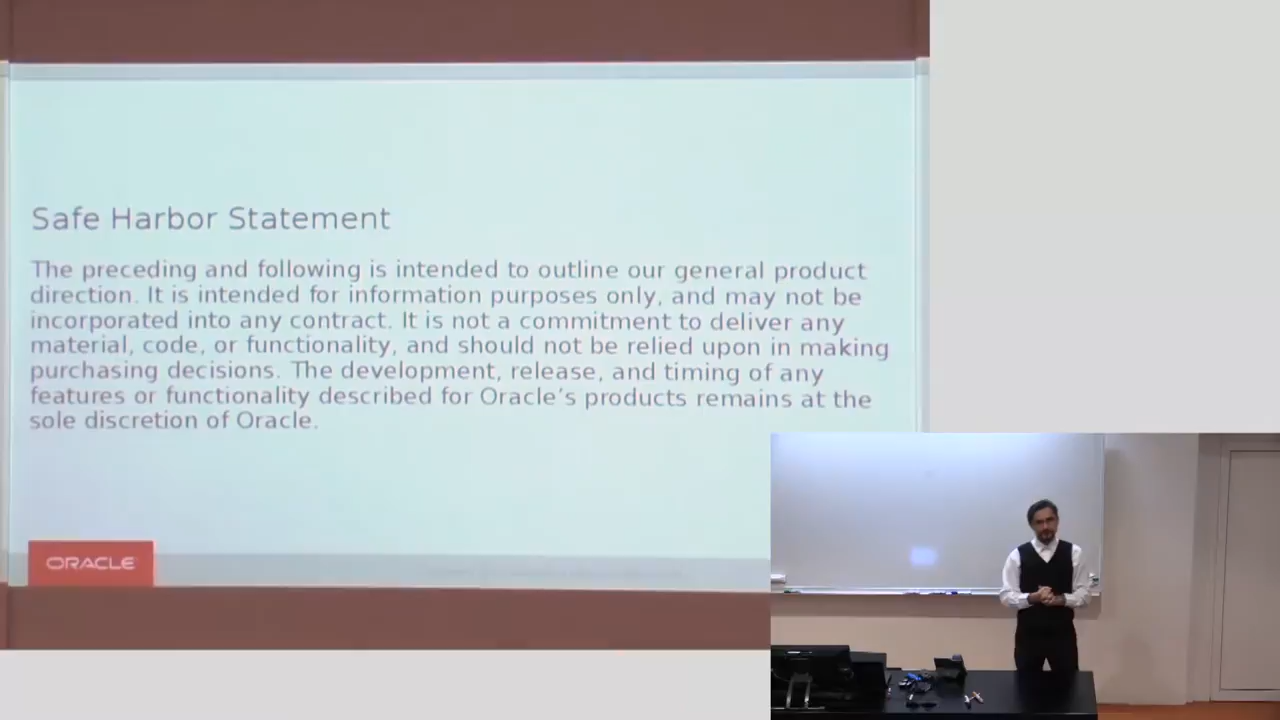 Safe Harbor Statement
The preceding and following is intended to outline our general product
direction. It is intended for information purposes only, and may not be
incorporated into any contract. It is not a commitment to deliver any
material, code, or functionality, and should not be relied upon in making
purchasing decisions. The development, release, and timing of any
features or functionality described for Oracle's products remains at the
sole discretion of Oracle.
ORACLE